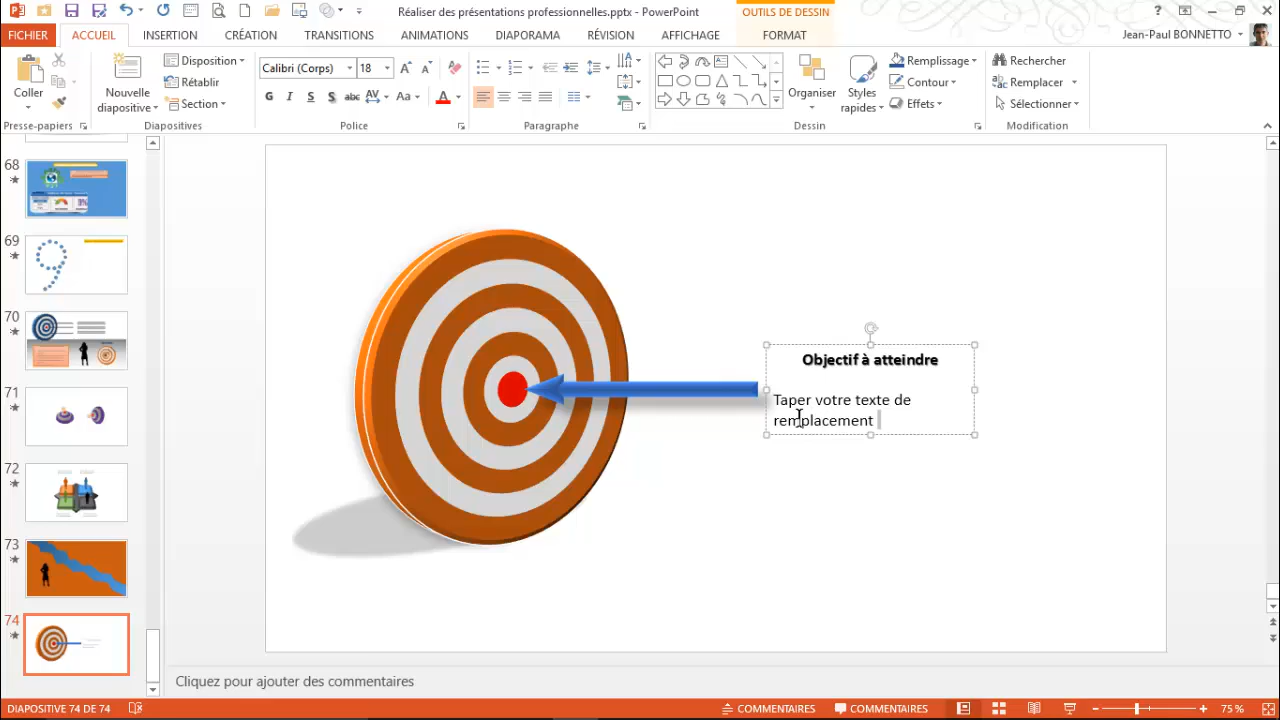 Réaliser des présentations professionnelles.pptx - PowerPoint
OUTILS DE DESSIN
FICHIER ACCUEIL INSERTION CRÉATION TRANSITIONS ANIMATIONS DIAPORAMA RÉVISION AFFICHAGE FORMAT
Jean-Paul BONNETTO
Coller
Presse-papiers
Nouvelle
diapositive
Disposition
Rétablir
Section
Diapositives
Calibri (Corps) 18
G I S S abc AV Aa A
Police
Paragraphe
Organiser
Styles
rapides
Remplissage
Contour
Effets
Dessin
Rechercher
Remplacer
Sélectionner
Modification
68
69
70
71
72
73
74
Objectif à atteindre
Taper votre texte de
remplacement
Cliquez pour ajouter des commentaires
DIAPOSITIVE 74 DE 74
COMMENTAIRES
COMMENTAIRES
75 %